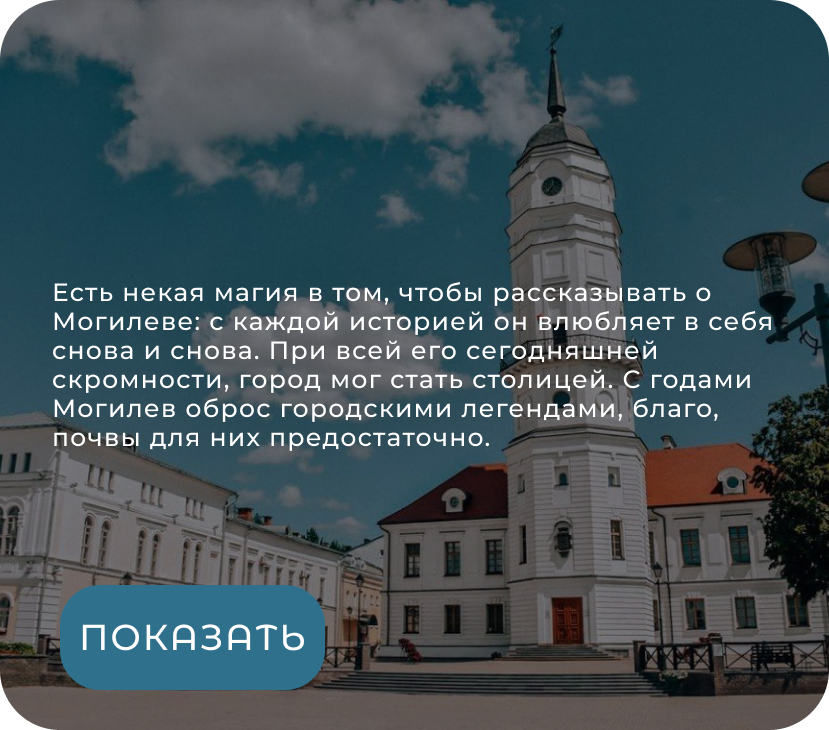 Есть некая магия в том, чтобы рассказывать о
Могилеве: с каждой историей он влюбляет в себя
снова и снова. При всей его сегодняшней
скромности, город мог стать столицей. С годами
Могилев оброс городскими легендами, благо,
почвы для них предостаточно.
ПОКАЗАТЬ